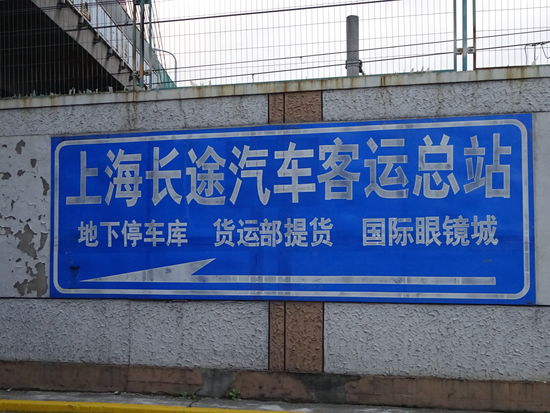 上海长途汽车客运总站
地下停车库 货运部提货 国际眼镜城